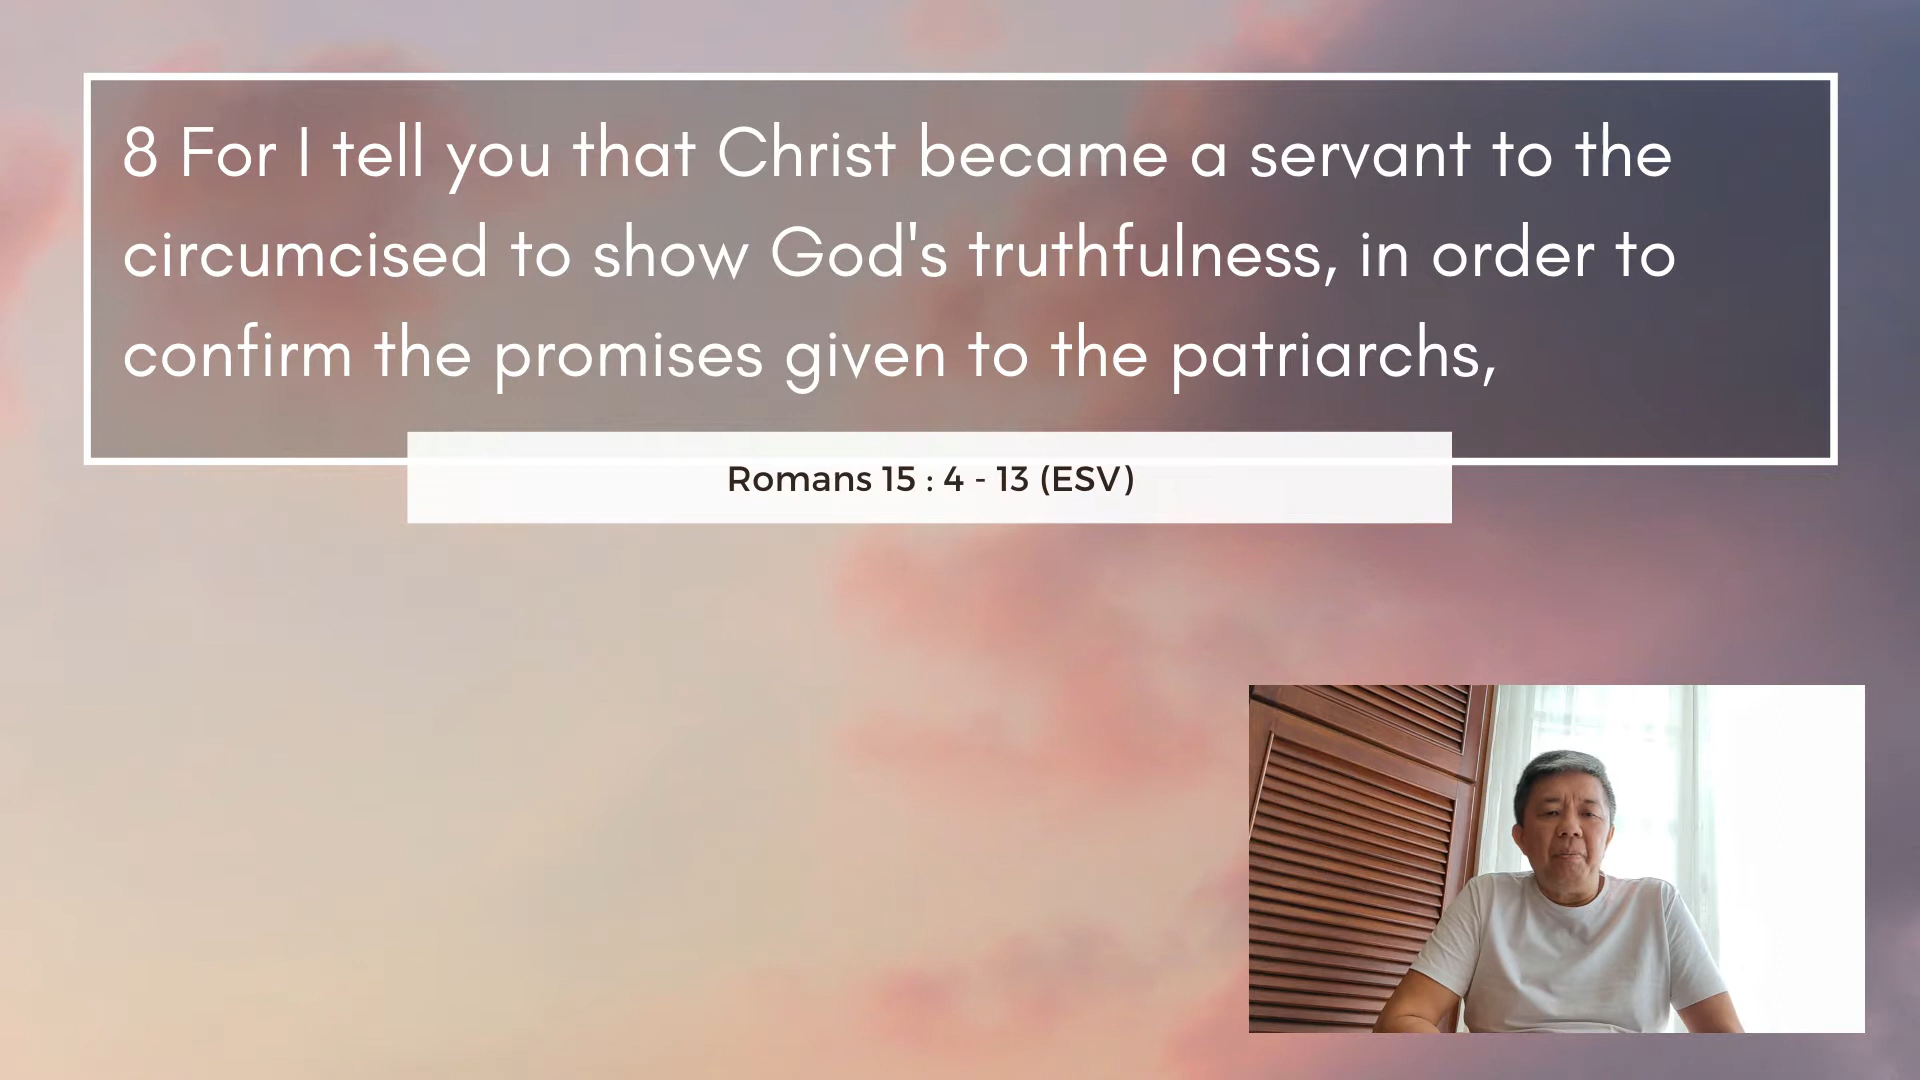 8 For I tell you that Christ became a servant to the
circumcised to show God's truthfulness, in order to
confirm the promises given to the patriarchs,
Romans 15 : 4 - 13 (ESV)